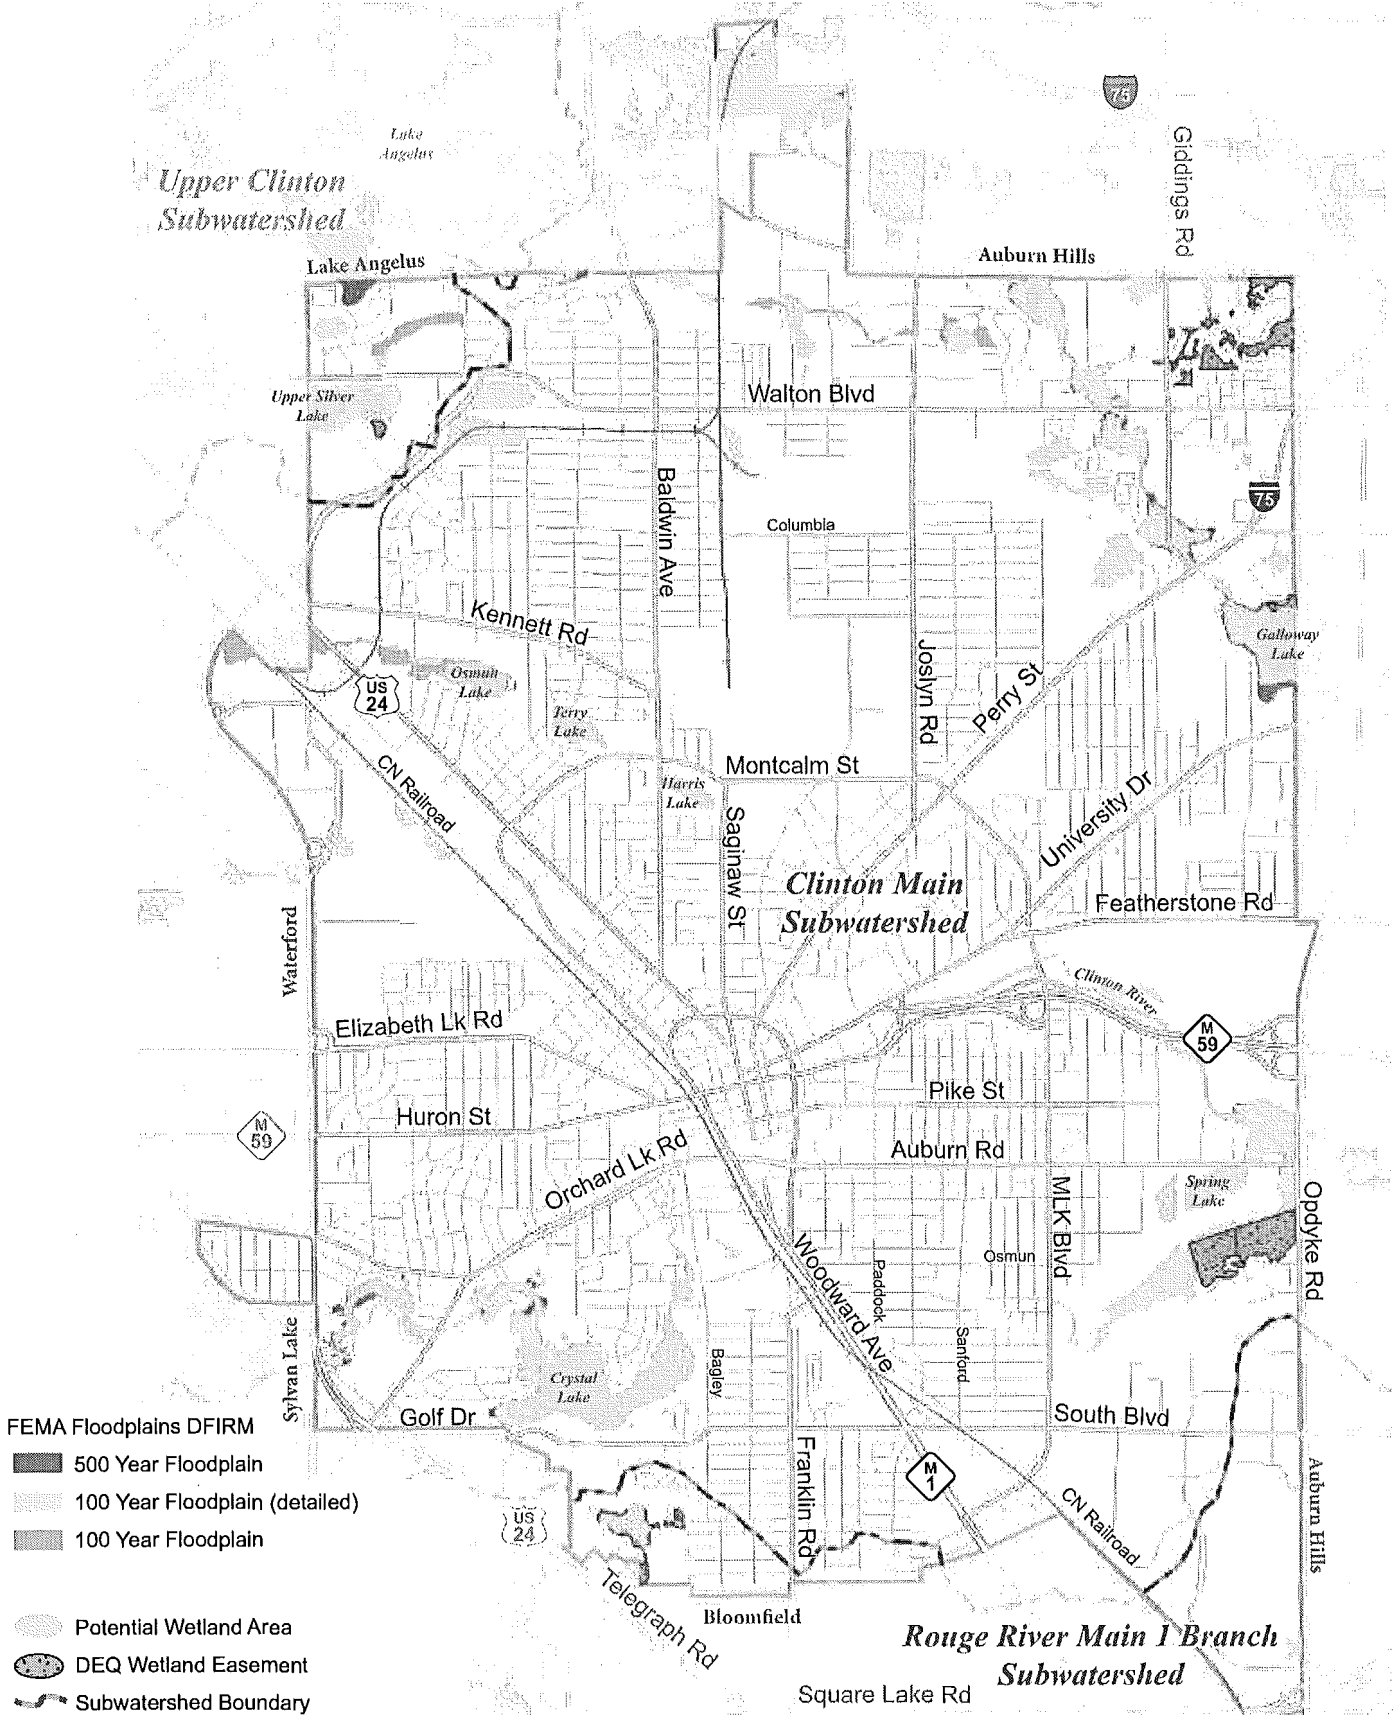 75
Giddings Rd
Lake
Angelus
Upper Clinton
Subwatershed
Lake Angelus
Auburn Hills
Upper Silver
Lake
Walton Blvd
Baldwin Ave
75
Columbia
Kennett Rd
Galloway
Lake
Joslyn Rd
Perry St
Osmun
Lake
US
24
Terry
Lake
CN Railroad
Montcalm St
Harris
Lake
University Dr
Saginaw St
Clinton Main
Subwatershed
Featherstone Rd
Waterford
Clinton River
Elizabeth Lk Rd
M
59
Pike St
Huron St
M
59
Auburn Rd
Orchard Lk Rd
MLK Blvd
Spring
Lake
Opdyke Rd
Woodward Ave
Paddock
Osmun
Sylvan Lake
Sanford
Bagley
Crystal
Lake
Golf Dr
South Blvd
FEMA Floodplains DFIRM
500 Year Floodplain
100 Year Floodplain (detailed)
100 Year Floodplain
Franklin Rd
M
1
Auburn Hills
US
24
CN Railroad
Telegraph Rd
Bloomfield
Potential Wetland Area
DEQ Wetland Easement
Subwatershed Boundary
Rouge River Main 1 Branch
Subwatershed
Square Lake Rd